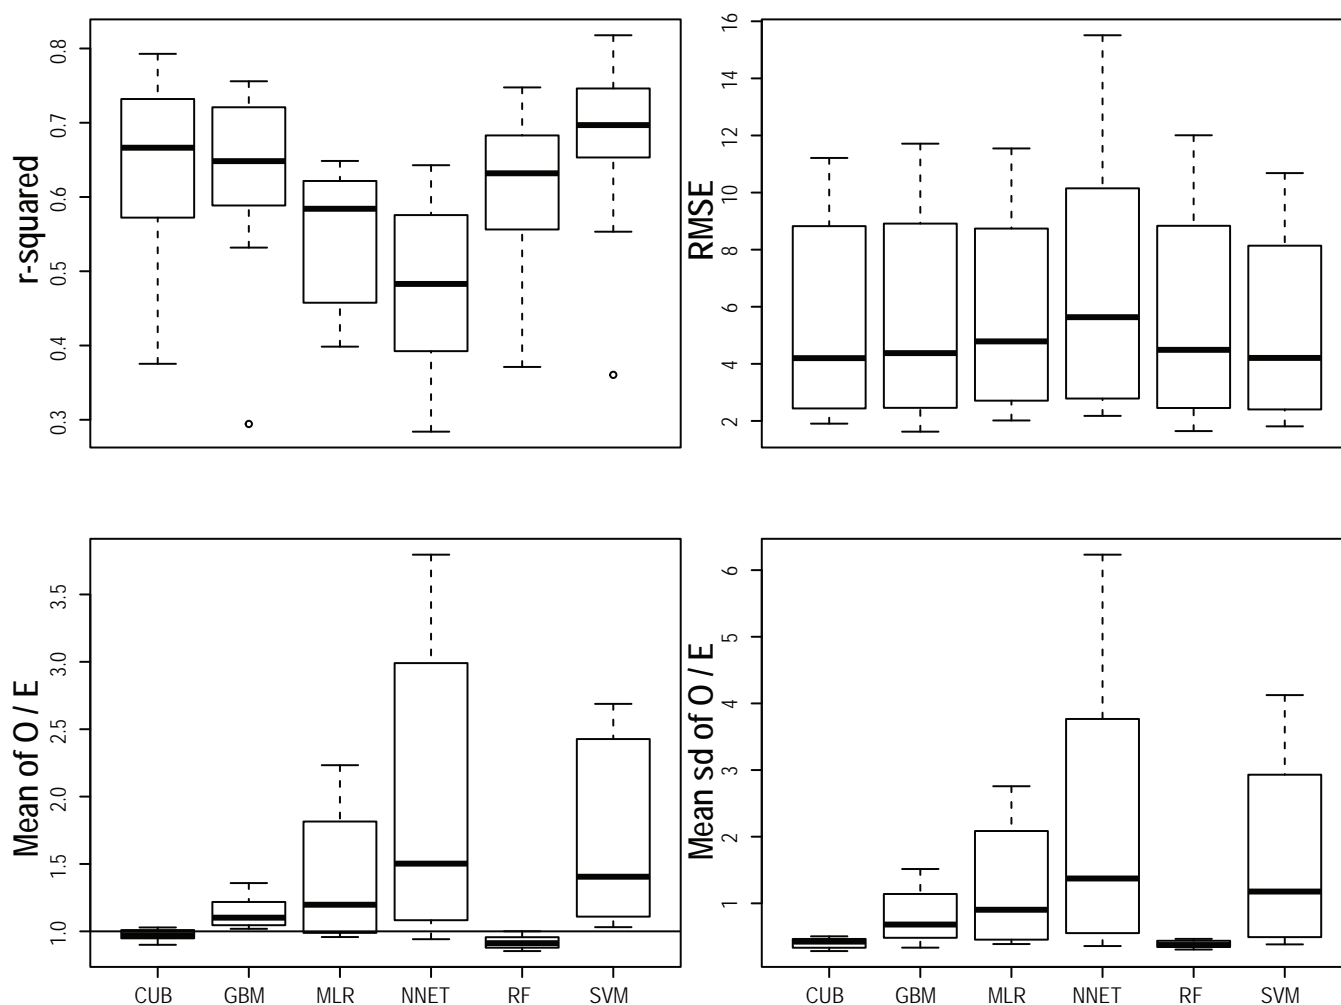 r-squared
0.3 0.4 0.5 0.6 0.7 0.8
RMSE
2 4 6 8 10 12 14 16
Mean of O / E
1.0 1.5 2.0 2.5 3.0 3.5
CUB GBM MLR NNET RF SVM
Mean sd of O / E
1 2 3 4 5 6
CUB GBM MLR NNET RF SVM